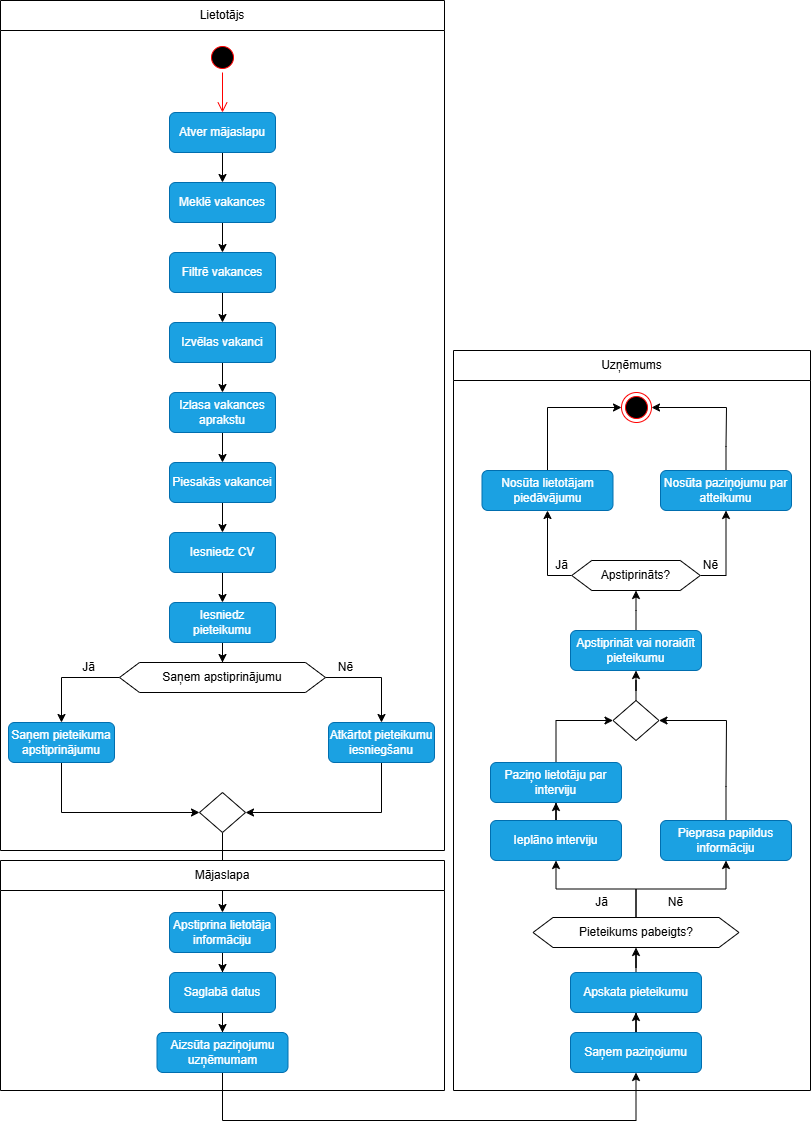 Lietotājs
Atver mājaslapu
Meklē vakances
Filtrē vakances
Izvēlas vakanci
Izlasa vakances
aprakstu
Piesakās vakancei
Iesniedz CV
Iesniedz
pieteikumu
Saņem apstiprinājumu
Jā
Nē
Saņem pieteikuma
apstiprinājumu
Atkārtot pieteikumu
iesniegšanu
Mājaslapa
Apstiprina lietotāja
informāciju
Saglabā datus
Aizsūta paziņojumu
uzņēmumam
Uzņēmums
Nosūta lietotājam
piedāvājumu
Nosūta paziņojumu par
atteikumu
Jā
Apstiprināts?
Nē
Apstiprināt vai noraidīt
pieteikumu
Paziņo lietotāju par
interviju
Ieplāno interviju
Pieprasa papildus
informāciju
Jā
Nē
Pieteikums pabeigts?
Apskata pieteikumu
Saņem paziņojumu